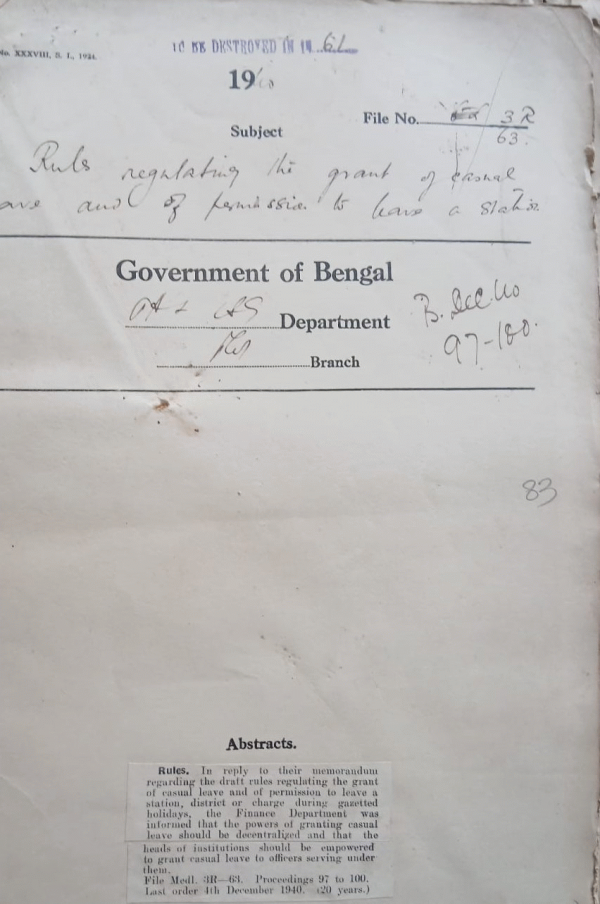 No. XXXVIII, B. I., 1934.
TO BE DESTROYED IN 19 61
1940
File No. 3R
63.
Subject
Rules regulating the grant of casual
ave and of permission to leave a station
Government of Bengal
Department
Branch
B. Dec. 40
97-100.
83
Abstracts.
Rules. In reply to their memorandum
regarding the draft rules regulating the grant
of casual leave and of permission to leave a
station, district or charge during gazetted
holidays, the Finance Department was
informed that the powers of granting casual
leave should be decentralized and that the
heads of institutions should be empowered
to grant casual leave to officers serving under
them.
File Medl. 3R—63. Proceedings 97 to 100.
Last order 4th December 1940. (20 years.)